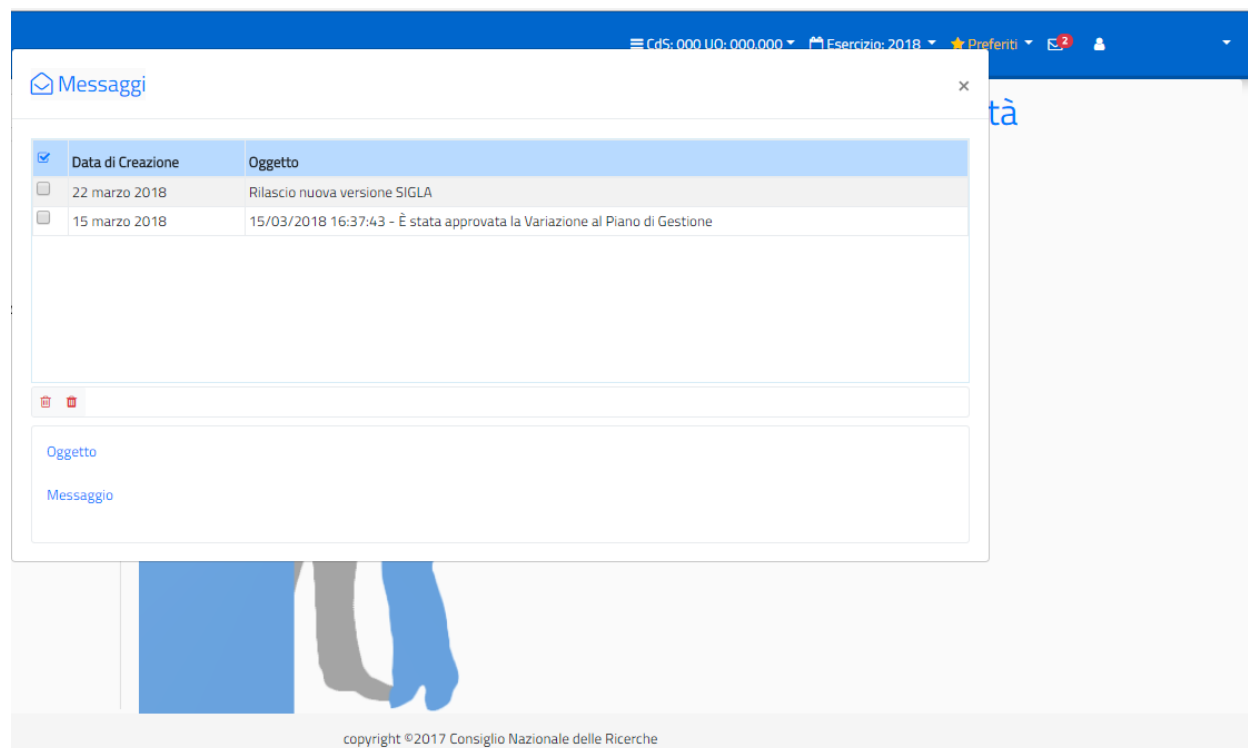 CdS: 000 UO: 000.000 Esercizio: 2018 Preferiti 2
Messaggi ×
tà
Data di Creazione Oggetto
22 marzo 2018 Rilascio nuova versione SIGLA
15 marzo 2018 15/03/2018 16:37:43 - È stata approvata la Variazione al Piano di Gestione
Oggetto
Messaggio
copyright ©2017 Consiglio Nazionale delle Ricerche